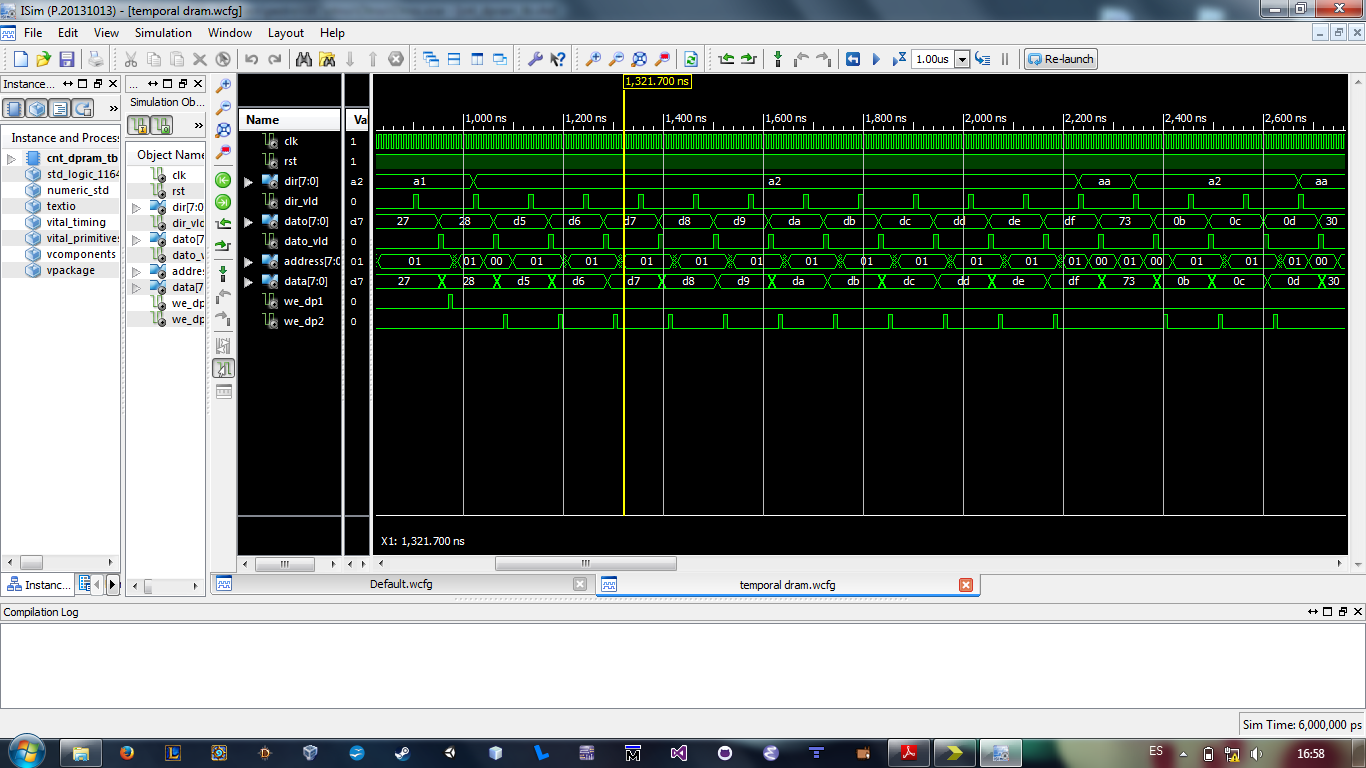 ISim (P.20131013) - [temporal dram.wcfg]
File Edit View Simulation Window Layout Help
1.00us Re-launch
Instance...
...
Simulation Ob...
Instance and Process
cnt_dpram_tb
std_logic_1164
numeric_std
textio
vital_timing
vital_primitives
vcomponents
vpackage
Object Name
clk
rst
dir[7:0
dir_vld
dato[7
dato_v
addres
data[7
we_dp
we_dp
Name Va
clk 1
rst 1
dir[7:0] a2
dir_vld 0
dato[7:0] d7
dato_vld 0
address[7:0 01
data[7:0] d7
we_dp1 0
we_dp2 0
1,321.700 ns
1,000 ns 1,200 ns 1,400 ns 1,600 ns 1,800 ns 2,000 ns 2,200 ns 2,400 ns 2,600 ns
a1 a2 aa a2 aa
27 28 d5 d6 d7 d8 d9 da db dc dd de df 73 0b 0c 0d 30
01 01 00 01 01 01 01 01 01 01 01 01 01 01 00 01 01 01 01 01 00
27 28 d5 d6 d7 d8 d9 da db dc dd de df 73 0b 0c 0d 30
X1: 1,321.700 ns
Instanc...
Default.wcfg temporal dram.wcfg
Compilation Log
Sim Time: 6,000,000 ps
ES 16:58